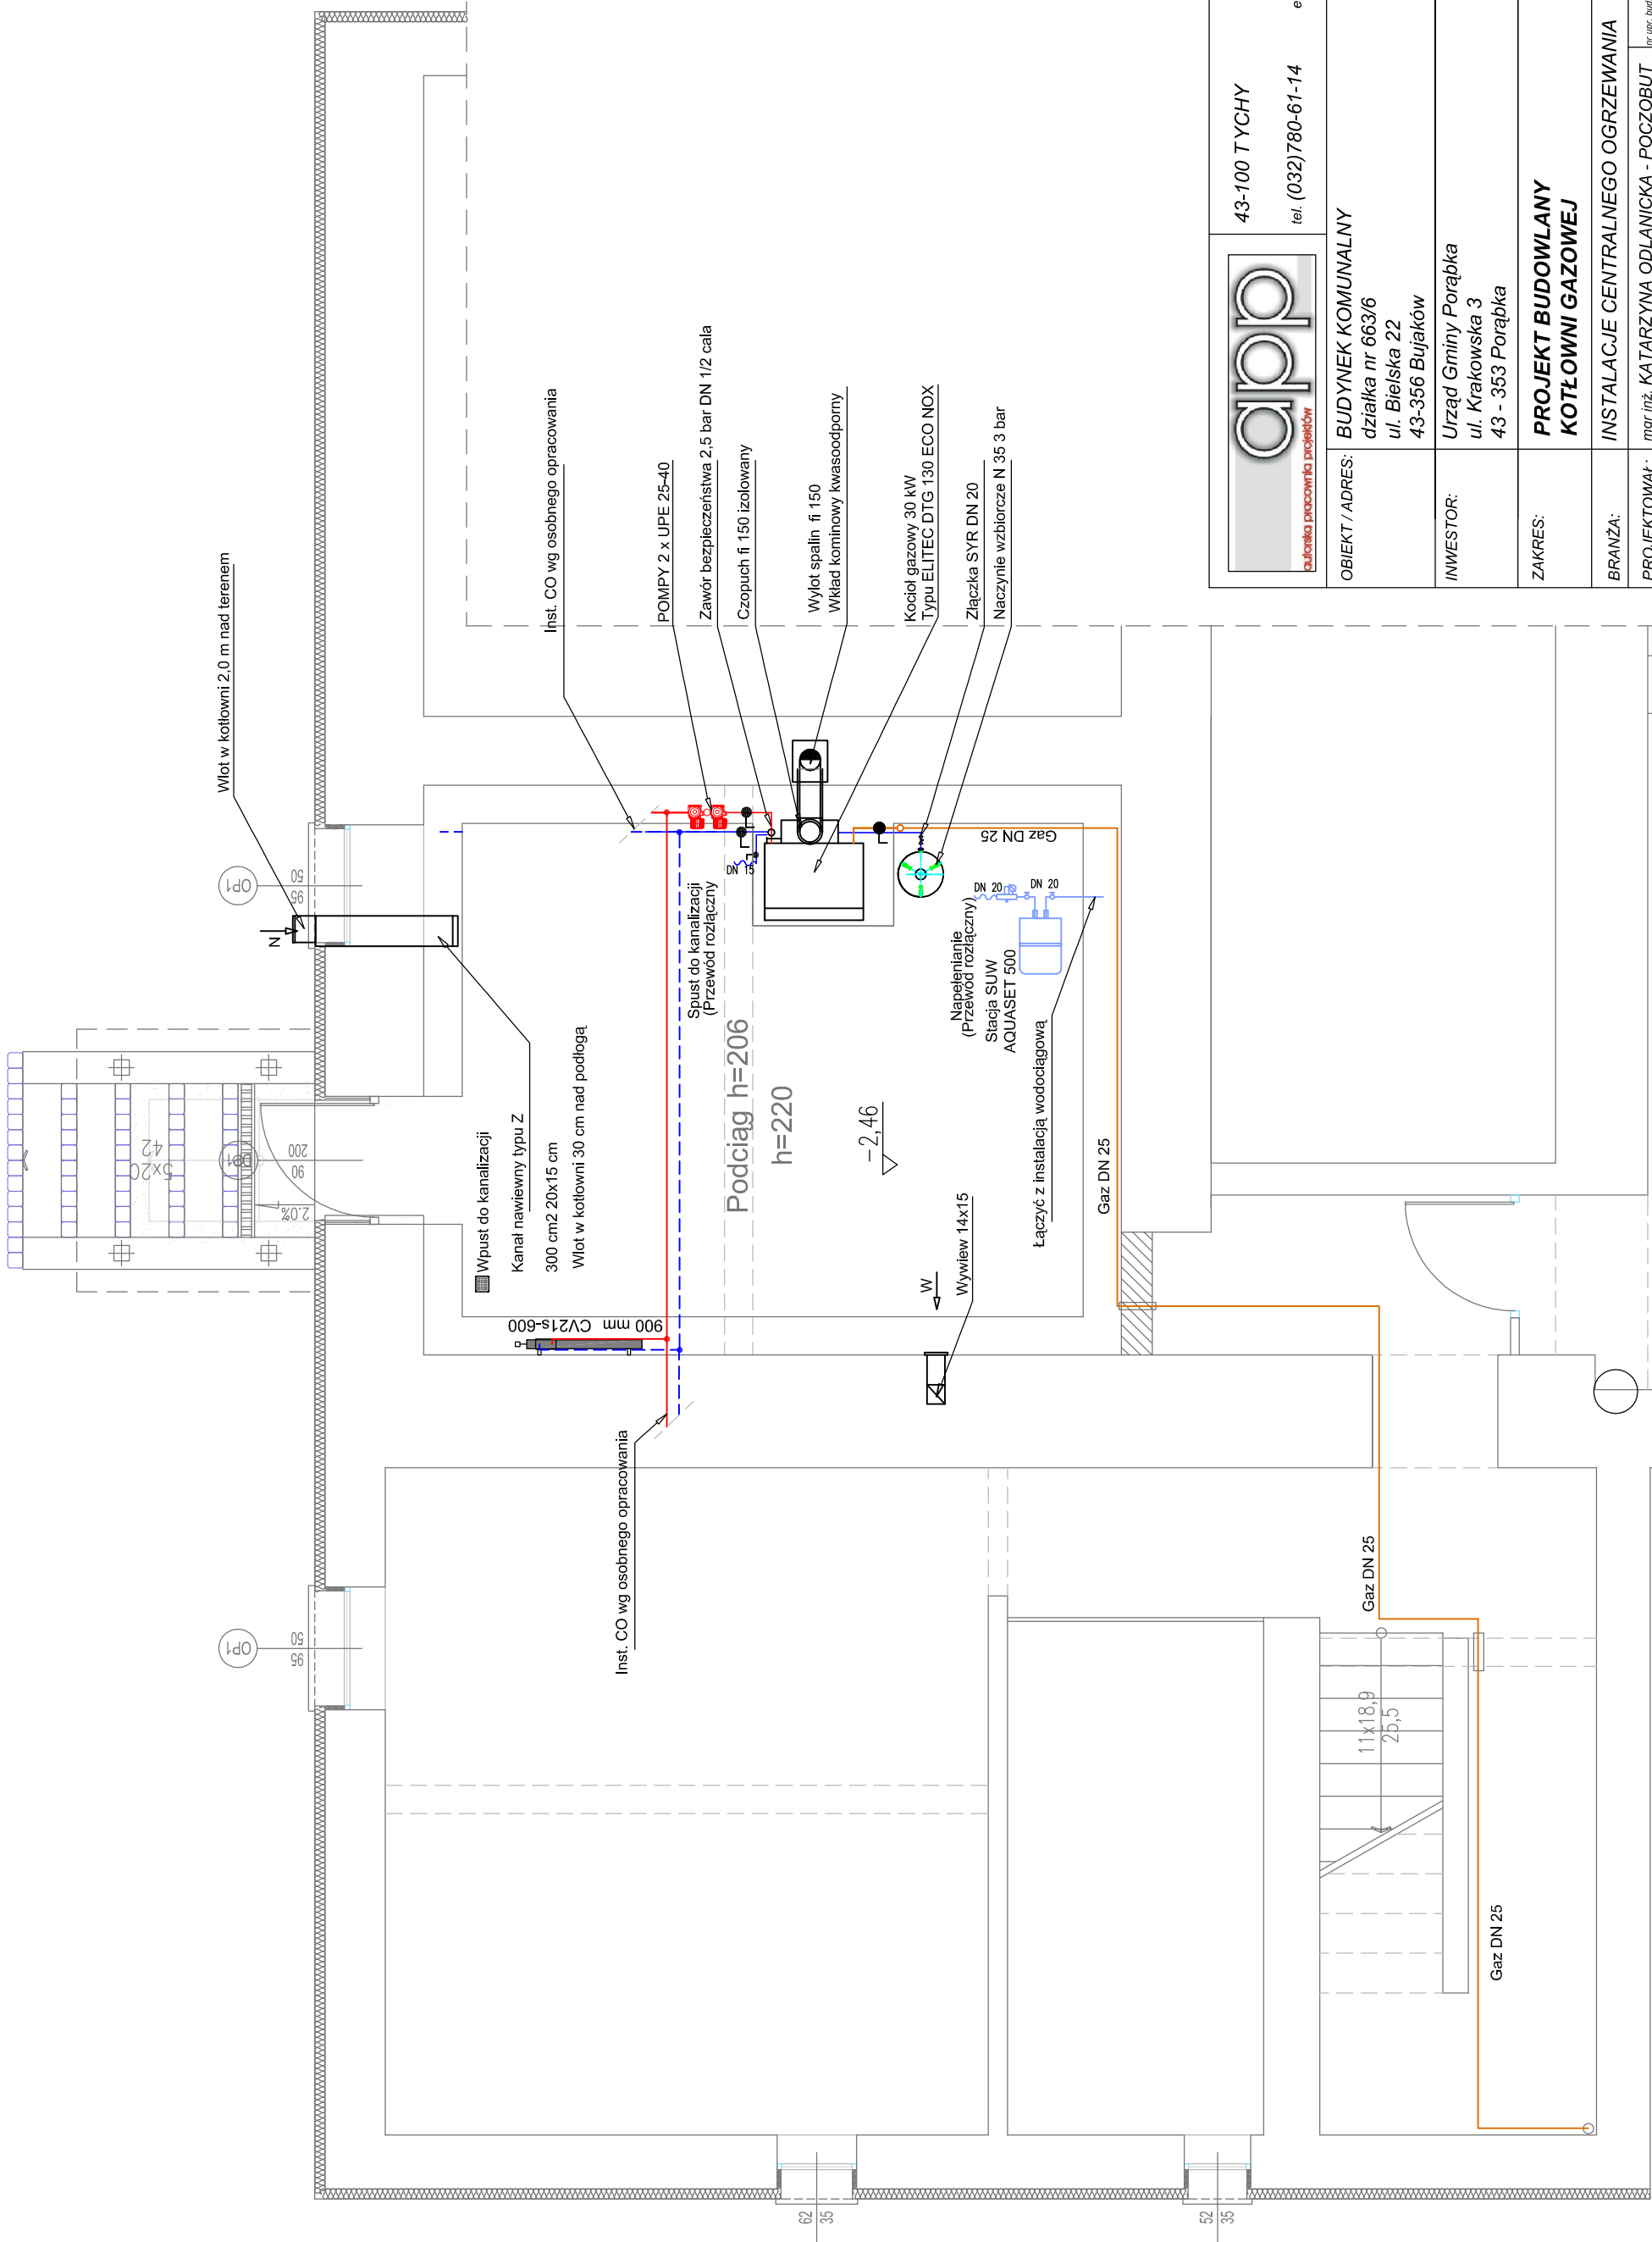 Wlot w kotłowni 2,0 m nad terenem
Inst. CO wg osobnego opracowania
POMPY 2 x UPE 25-40
Zawór bezpieczeństwa 2,5 bar DN 1/2 cala
Czopuch fi 150 izolowany
Wylot spalin fi 150
Wkład kominowy kwasoodporny
Kocioł gazowy 30 kW
Typu ELITEC DTG 130 ECO NOX
Złączka SYR DN 20
Naczynie wzbiorcze N 35 3 bar
OP1
50
95
N
DN 15
Gaz DN 25
Spust do kanalizacji
(Przewód rozłączny
DN 20
DN 20
Napełenianie
(Przewód rozłączny)
Stacja SUW
AQUASET 500
Łączyć z instalacją wodociągową
5x20
42
200
90
2.0%
Wpust do kanalizacji
Kanał nawiewny typu Z
300 cm2 20x15 cm
Wlot w kotłowni 30 cm nad podłogą
Podciąg h=206
h=220
-2,46
Gaz DN 25
CV21s-600
900 mm
W
Wywiew 14x15
Inst. CO wg osobnego opracowania
OP1
50
95
Gaz DN 25
11x18,9
25,5
Gaz DN 25
62
35
52
35
app
autorska pracownia projektów
43-100 TYCHY
tel. (032)780-61-14
e
OBIEKT / ADRES:
BUDYNEK KOMUNALNY
działka nr 663/6
ul. Bielska 22
43-356 Bujaków
INWESTOR:
Urząd Gminy Porąbka
ul. Krakowska 3
43 - 353 Porąbka
ZAKRES:
PROJEKT BUDOWLANY
KOTŁOWNI GAZOWEJ
BRANŻA:
INSTALACJE CENTRALNEGO OGRZEWANIA
PROJEKTOWAŁ:
mgr inż. KATARZYNA ODLANICKA - POCZOBUT
nr upr. bud.